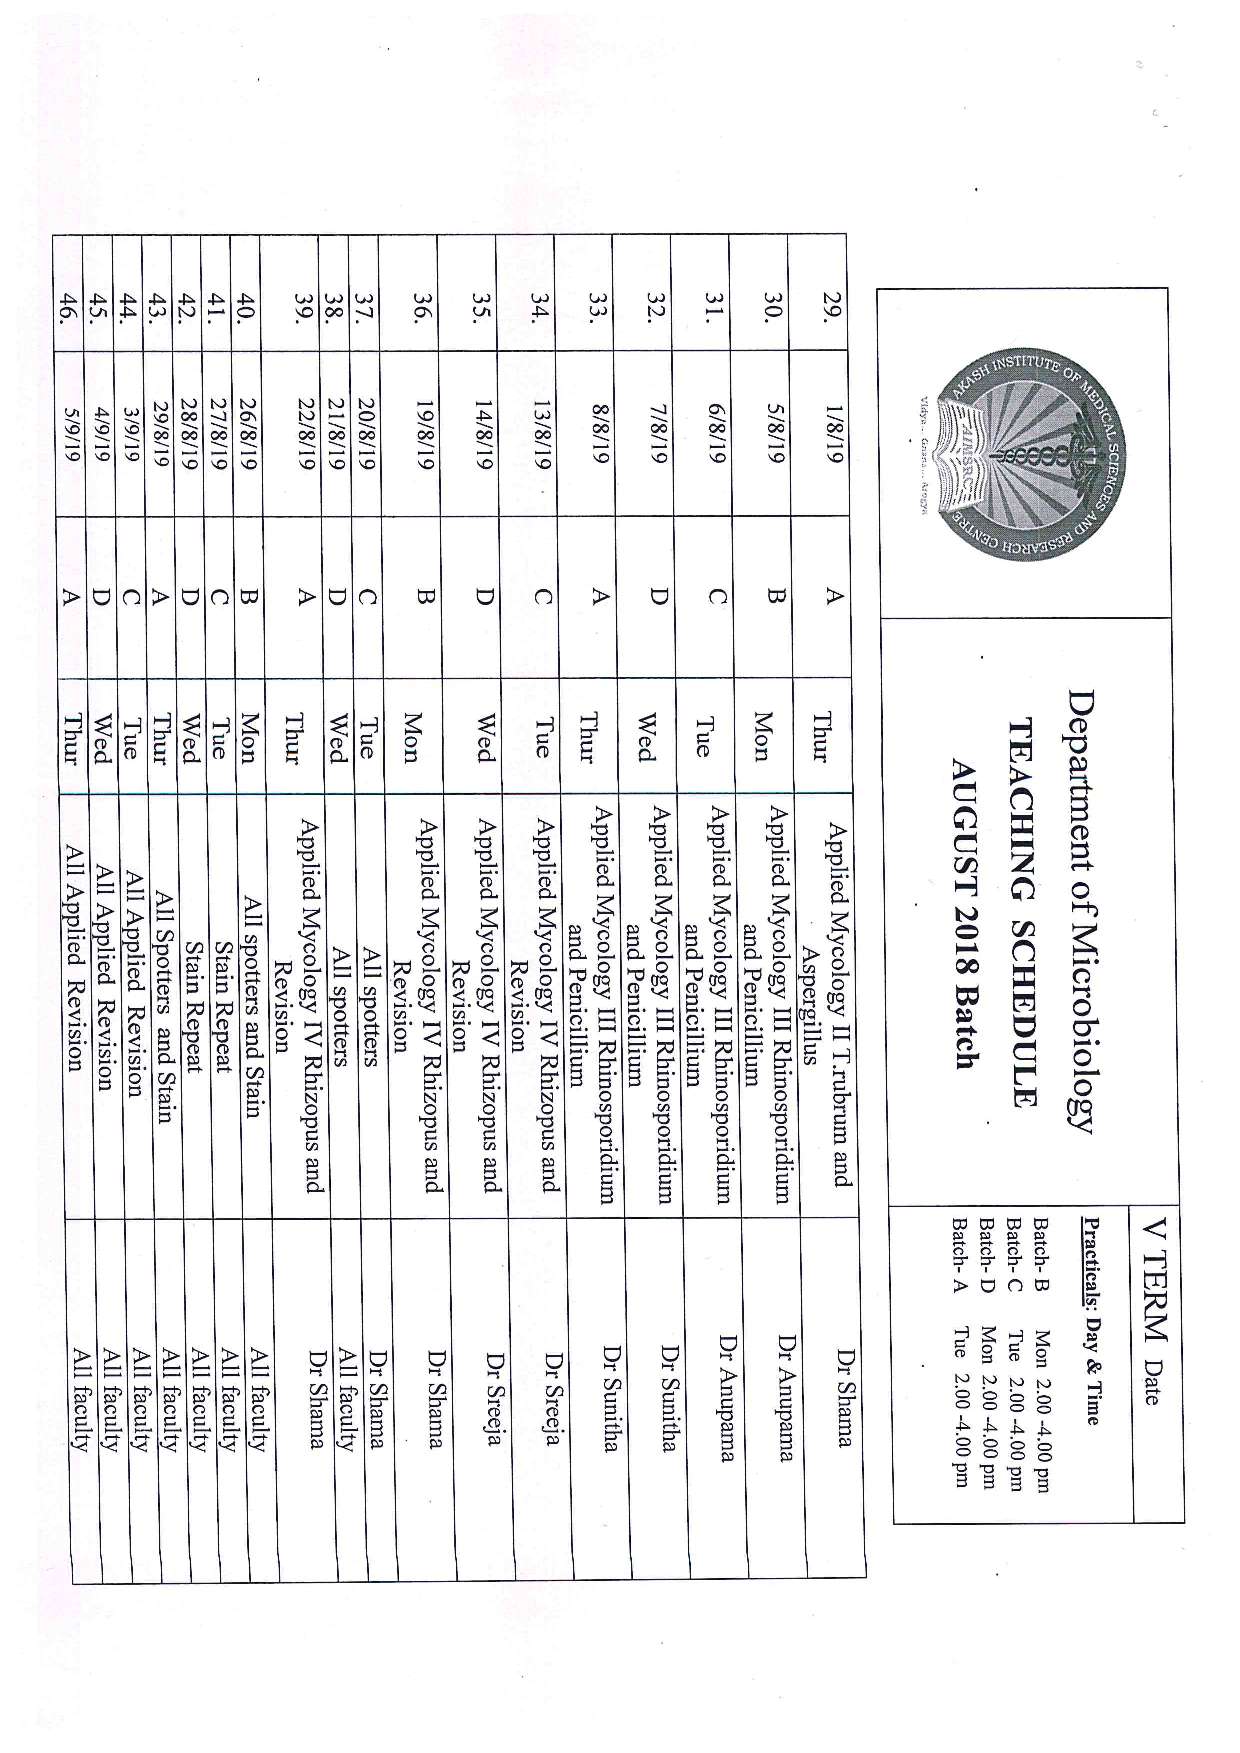 AKASH INSTITUTE OF MEDICAL SCIENCES AND RESEARCH CENTRE
AIMSRC
Vidya... Gnana... Arogya
Department of Microbiology
TEACHING SCHEDULE
AUGUST 2018 Batch
V TERM Date
Practicals: Day & Time
Batch- B Mon 2.00 -4.00 pm
Batch- C Tue 2.00 -4.00 pm
Batch- D Mon 2.00 -4.00 pm
Batch- A Tue 2.00 -4.00 pm
29. 1/8/19 A Thur Applied Mycology II T.rubrum and Dr Shama
Aspergillus
30. 5/8/19 B Mon Applied Mycology III Rhinosporidium Dr Anupama
and Penicillium
31. 6/8/19 C Tue Applied Mycology III Rhinosporidium Dr Anupama
and Penicillium
32. 7/8/19 D Wed Applied Mycology III Rhinosporidium Dr Sunitha
and Penicillium
33. 8/8/19 A Thur Applied Mycology III Rhinosporidium Dr Sunitha
and Penicillium
34. 13/8/19 C Tue Applied Mycology IV Rhizopus and Dr Sreeja
Revision
35. 14/8/19 D Wed Applied Mycology IV Rhizopus and Dr Sreeja
Revision
36. 19/8/19 B Mon Applied Mycology IV Rhizopus and Dr Shama
Revision
37. 20/8/19 C Tue All spotters Dr Shama
38. 21/8/19 D Wed All spotters All faculty
39. 22/8/19 A Thur Applied Mycology IV Rhizopus and Dr Shama
Revision
40. 26/8/19 B Mon All spotters and Stain All faculty
41. 27/8/19 C Tue Stain Repeat All faculty
42. 28/8/19 D Wed Stain Repeat All faculty
43. 29/8/19 A Thur All Spotters and Stain All faculty
44. 3/9/19 C Tue All Applied Revision All faculty
45. 4/9/19 D Wed All Applied Revision All faculty
46. 5/9/19 A Thur All Applied Revision All faculty